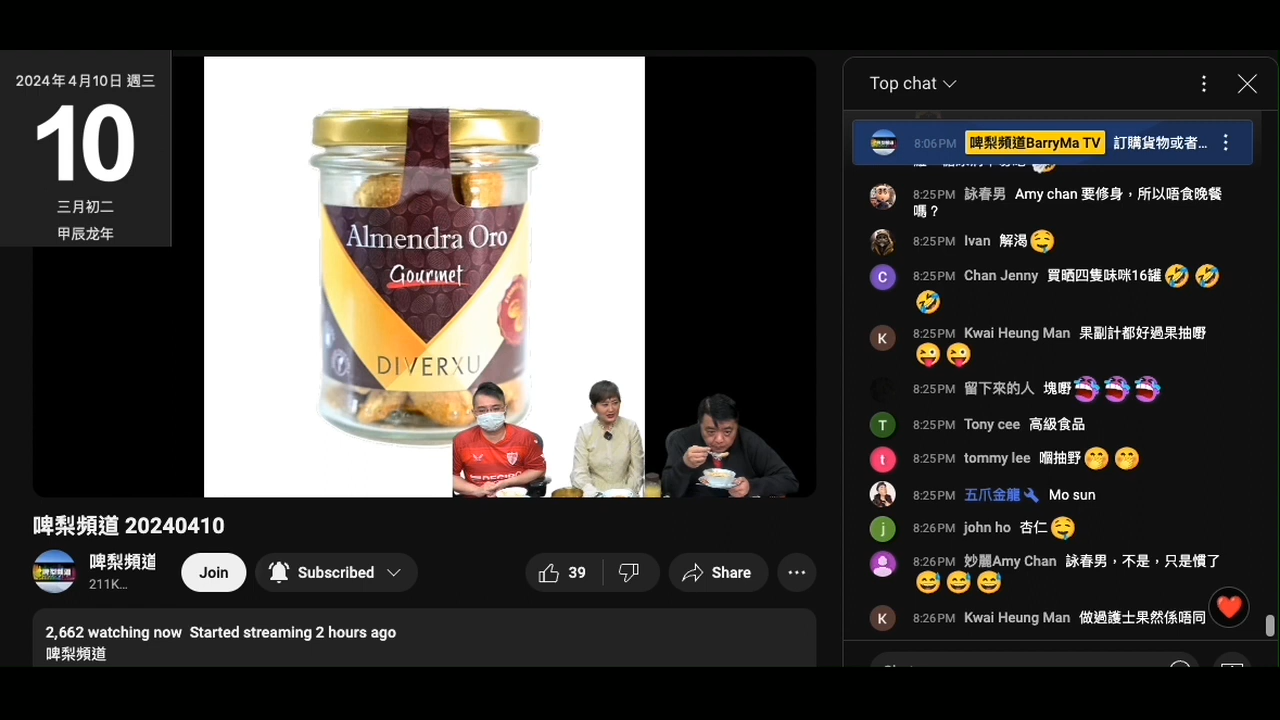 2024年4月10日 週三
10
三月初二
甲辰龙年
Almendra Oro
Gourmet
DIVERXU
啤梨頻道 20240410
啤梨頻道
211K...
Join
Subscribed
39
Share
2,662 watching now Started streaming 2 hours ago
啤梨頻道
Top chat
8:06PM 啤梨頻道BarryMa TV 訂購貨物或者...
8:25PM 詠春男 Amy chan 要修身，所以唔食晚餐
嗎？
8:25PM Ivan 解渴🤤
8:25PM Chan Jenny 買晒四隻味咪16罐🤣🤣
🤣
8:25PM Kwai Heung Man 果副計都好過果抽嘢
😜😜
8:25PM 留下來的人 塊嘢
8:25PM Tony cee 高級食品
8:25PM tommy lee 嗰抽野🤭🤭
8:25PM 五爪金龍 Mo sun
8:26PM john ho 杏仁🤤
8:26PM 妙麗Amy Chan 詠春男，不是，只是慣了
😅😅😅
8:26PM Kwai Heung Man 做過護士果然係唔同